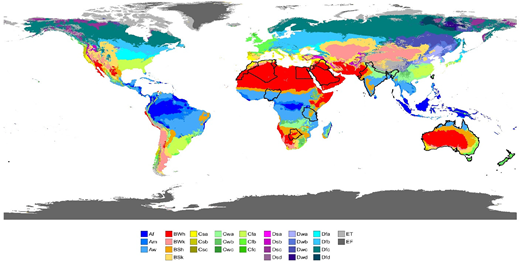 Af BWh Csa Cwa Cfa Dsa Dwa Dfa ET
Am BWk Csb Cwb Cfb Dsb Dwb Dfb EF
Aw BSh Csc Cwc Cfc Dsc Dwc Dfc
BSk Dsd Dwd Dfd